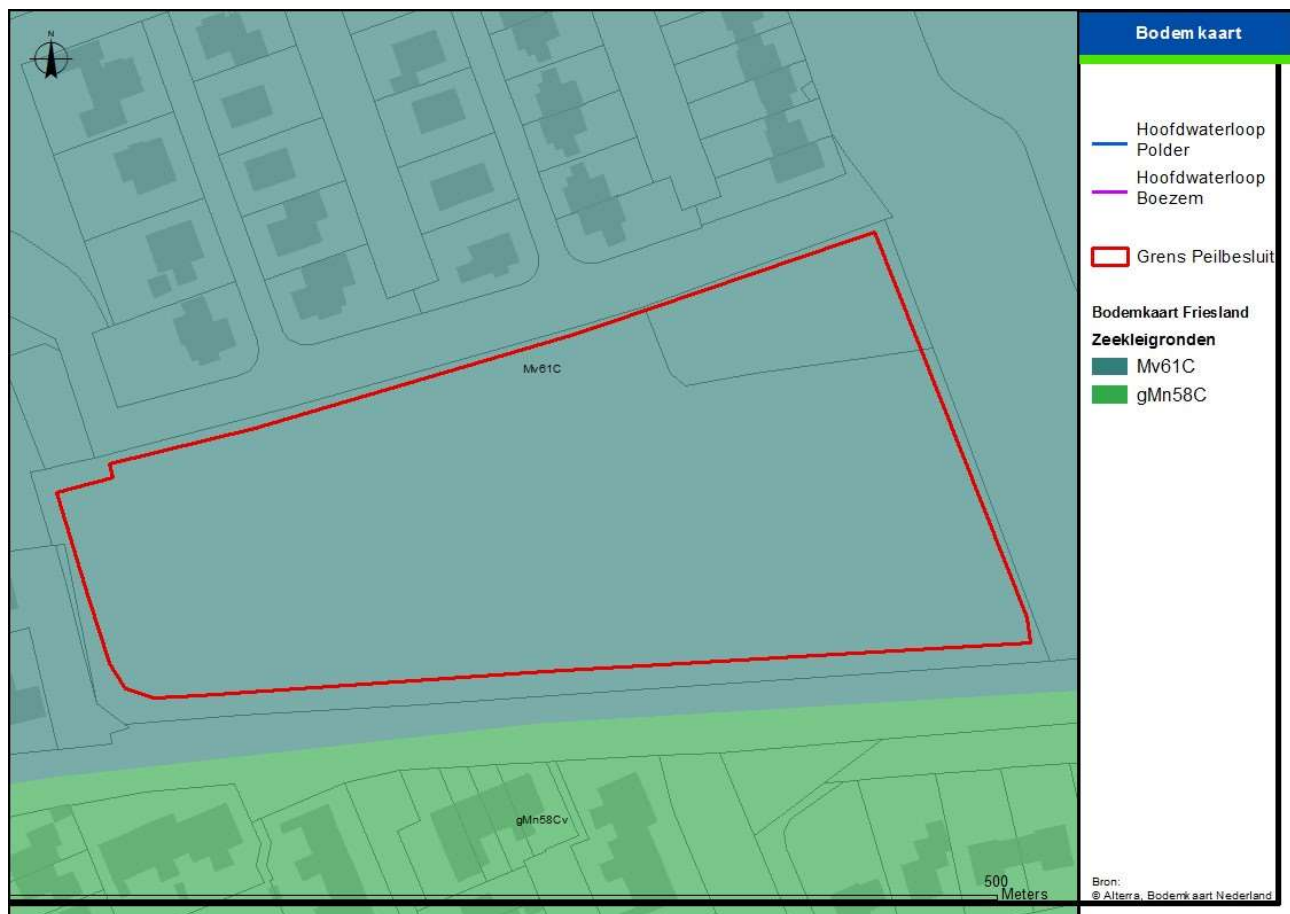 N
Mv61C
gMn58Cv
500
Meters
Bodemkaart
Hoofdwaterloop
Polder
Hoofdwaterloop
Boezem
Grens Peilbesluit
Bodemkaart Friesland
Zeekleigronden
Mv61C
gMn58C
Bron:
© Alterra, Bodemkaart Nederland